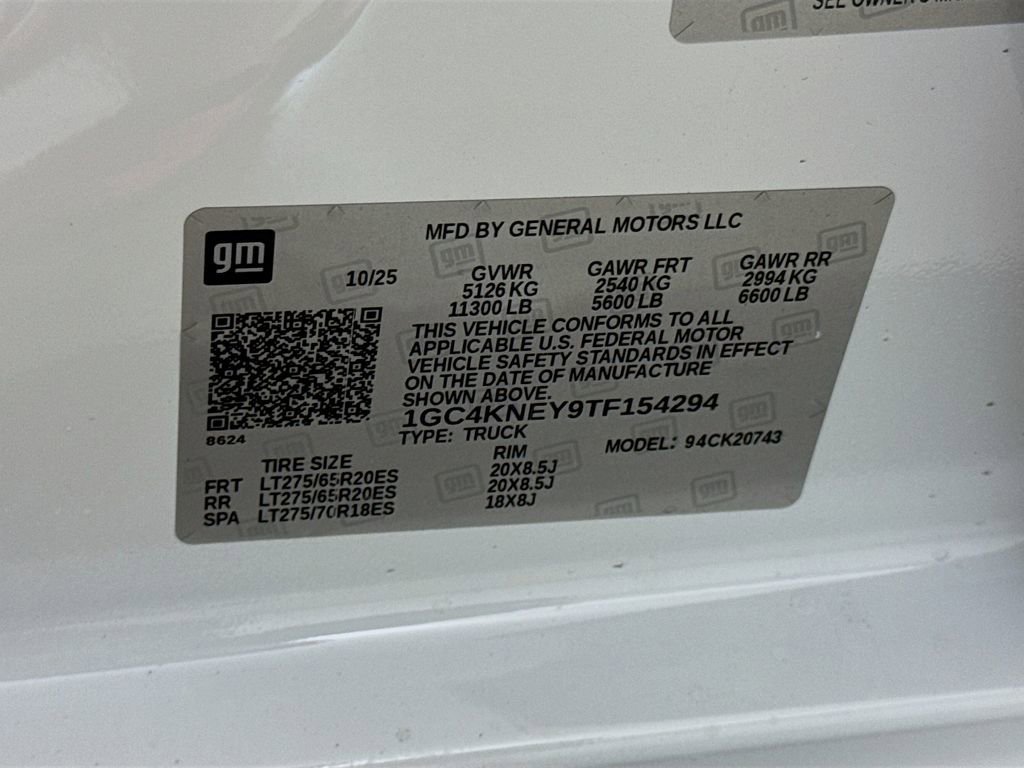 SEE OWNER'S
gm
MFD BY GENERAL MOTORS LLC
10/25
GVWR GAWR FRT GAWR RR
5126 KG 2540 KG 2994 KG
11300 LB 5600 LB 6600 LB
THIS VEHICLE CONFORMS TO ALL
APPLICABLE U.S. FEDERAL MOTOR
VEHICLE SAFETY STANDARDS IN EFFECT
ON THE DATE OF MANUFACTURE
SHOWN ABOVE.
1GC4KNEY9TF154294
8624
TYPE: TRUCK MODEL: 94CK20743
TIRE SIZE RIM
FRT LT275/65R20ES 20X8.5J
RR LT275/65R20ES 20X8.5J
SPA LT275/70R18ES 18X8J